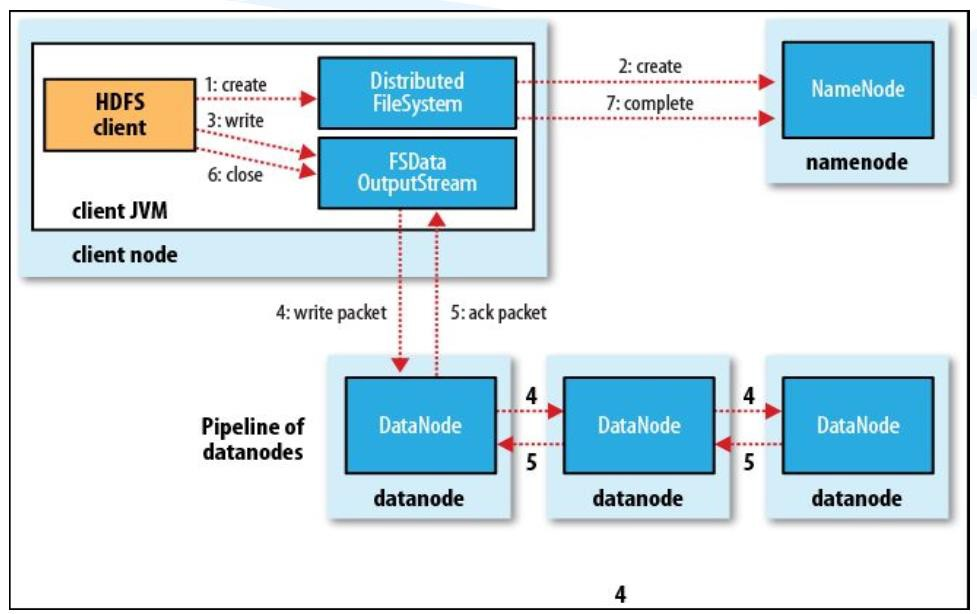 1: create
Distributed
FileSystem
2: create
7: complete
NameNode
namenode
HDFS
client
3: write
6: close
FSData
OutputStream
client JVM
client node
4: write packet
5: ack packet
Pipeline of
datanodes
DataNode
4
5
DataNode
4
5
DataNode
datanode
datanode
datanode
4